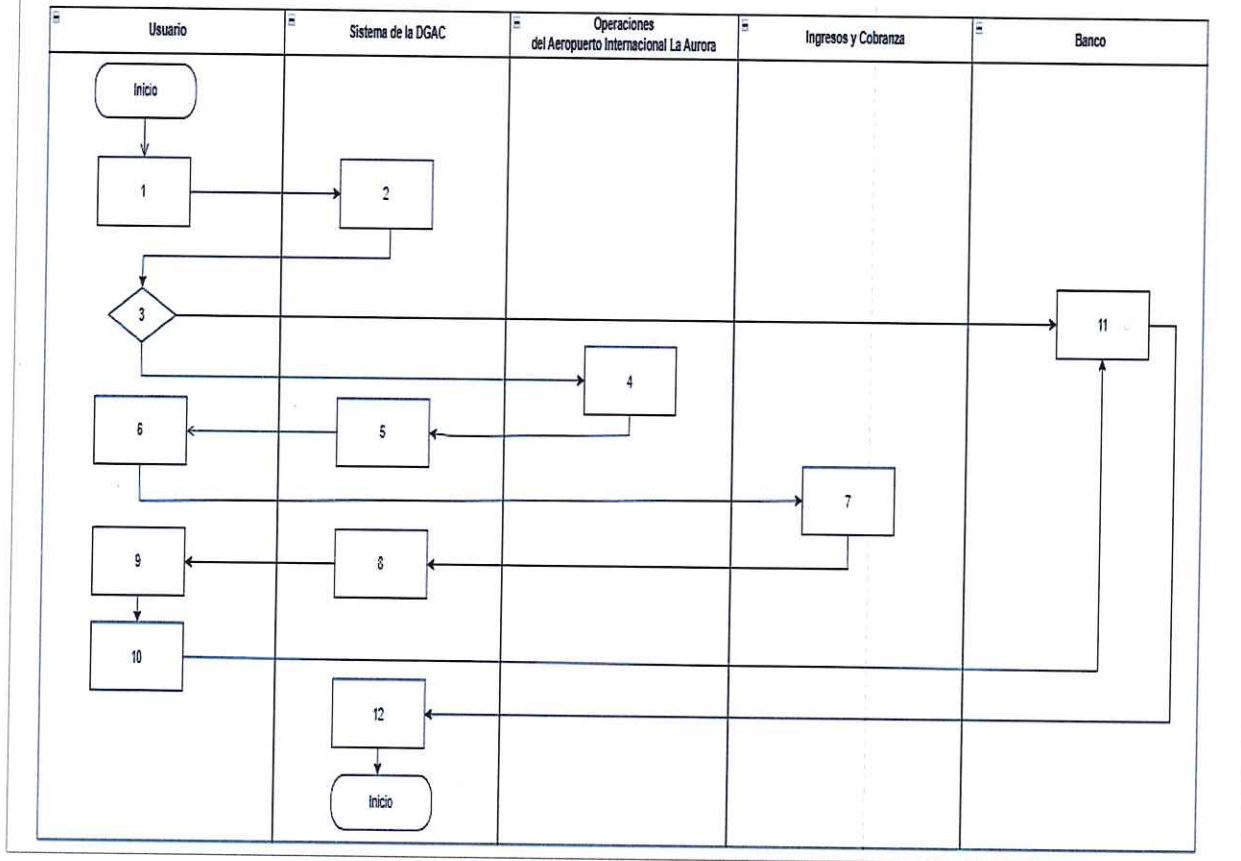 Usuario
Sistema de la DGAC
Operaciones
del Aeropuerto Internacional La Aurora
Ingresos y Cobranza
Banco
Inicio
1
2
3
11
4
6
5
7
9
8
10
12
Inicio